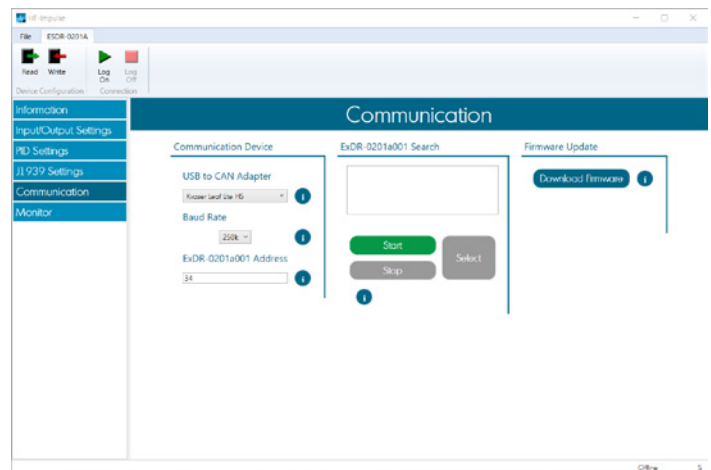 HF-Impulse
File ESDR-0201A
Read Write Log On Log Off
Device Configuration Connection
Information
Input/Output Settings
PID Settings
J1939 Settings
Communication
Monitor
Communication
Communication Device
USB to CAN Adapter
Kvaser Leaf Lite HS
Baud Rate
250k
ExDR-0201a001 Address
34
ExDR-0201a001 Search
Start
Stop
Select
Firmware Update
Download Firmware
Offline S